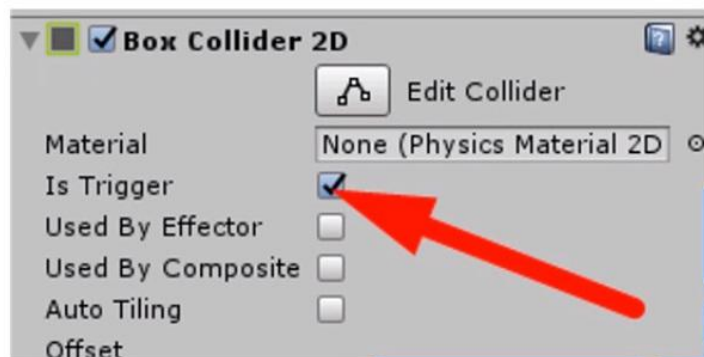 Box Collider 2D
Edit Collider
Material None (Physics Material 2D
Is Trigger
Used By Effector
Used By Composite
Auto Tiling
Offset